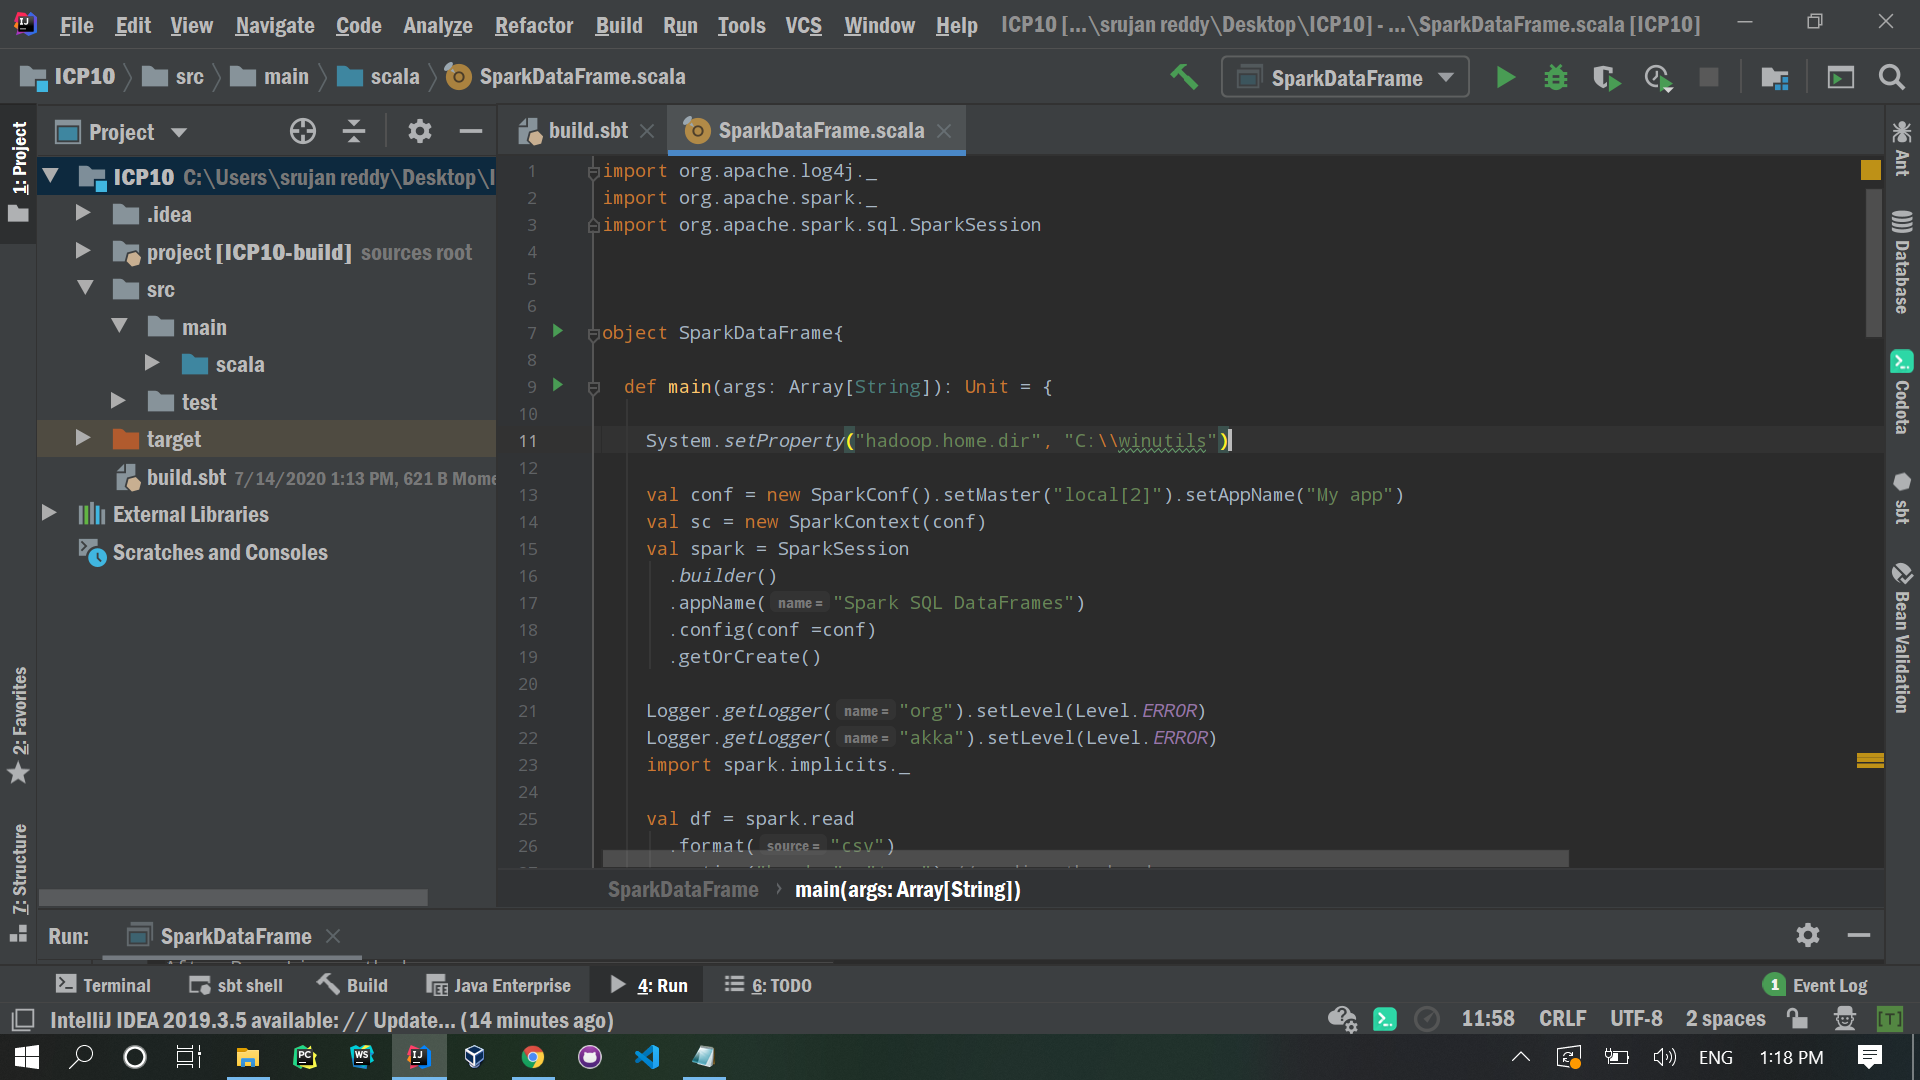 File Edit View Navigate Code Analyze Refactor Build Run Tools VCS Window Help ICP10 [...\srujan reddy\Desktop\ICP10] - ...\SparkDataFrame.scala [ICP10]
ICP10 src main scala SparkDataFrame.scala SparkDataFrame
1: Project
2: Favorites
7: Structure
Project
ICP10 C:\Users\srujan reddy\Desktop\I
.idea
project [ICP10-build] sources root
src
main
scala
test
target
build.sbt 7/14/2020 1:13 PM, 621 B Mome
External Libraries
Scratches and Consoles
build.sbt SparkDataFrame.scala
1 import org.apache.log4j._
2 import org.apache.spark._
3 import org.apache.spark.sql.SparkSession
4
5
6
7 object SparkDataFrame{
8
9 def main(args: Array[String]): Unit = {
10
11 System.setProperty("hadoop.home.dir", "C:\\winutils")
12
13 val conf = new SparkConf().setMaster("local[2]").setAppName("My app")
14 val sc = new SparkContext(conf)
15 val spark = SparkSession
16 .builder()
17 .appName( name = "Spark SQL DataFrames")
18 .config(conf =conf)
19 .getOrCreate()
20
21 Logger.getLogger( name = "org").setLevel(Level.ERROR)
22 Logger.getLogger( name = "akka").setLevel(Level.ERROR)
23 import spark.implicits._
24
25 val df = spark.read
26 .format( source = "csv")
SparkDataFrame › main(args: Array[String])
Ant
Database
Codota
sbt
Bean Validation
Run: SparkDataFrame
Terminal sbt shell Build Java Enterprise 4: Run 6: TODO 1 Event Log
IntelliJ IDEA 2019.3.5 available: // Update... (14 minutes ago) 11:58 CRLF UTF-8 2 spaces [T]
ENG 1:18 PM